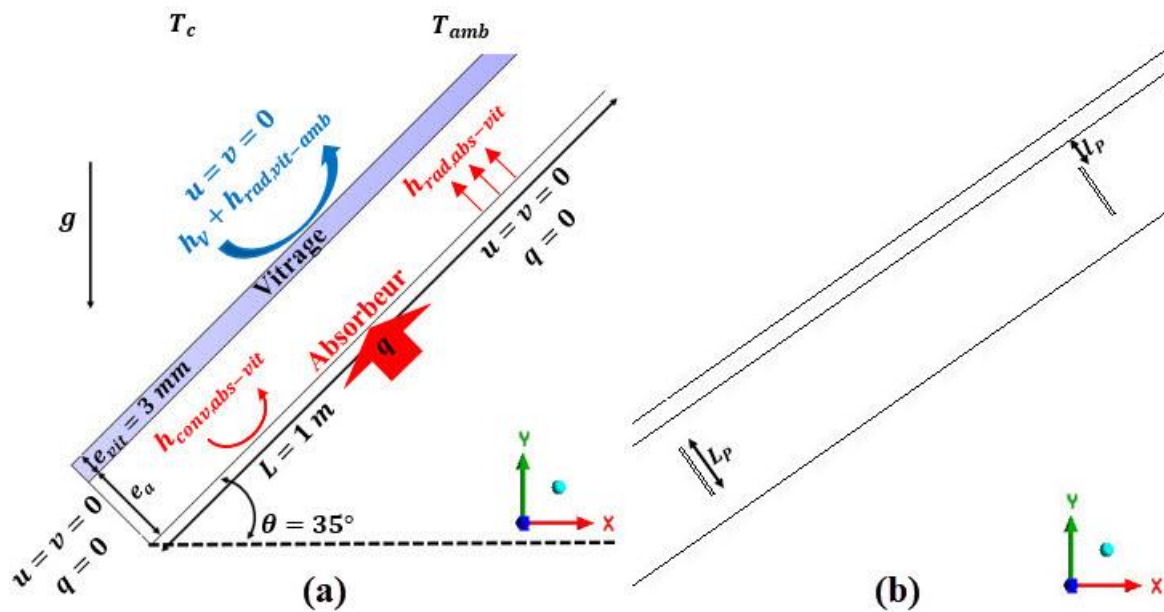 T_c
T_amb
u = v = 0
h_V + h_rad,vit−amb
h_rad,abs−vit
g
u = v = 0
q = 0
Vitrage
Absorbeur
q
e_vit = 3 mm
h_conv,abs−vit
L = 1 m
e_a
θ = 35°
u = v = 0
q = 0
Y
X
(a)
l_P
L_P
Y
X
(b)